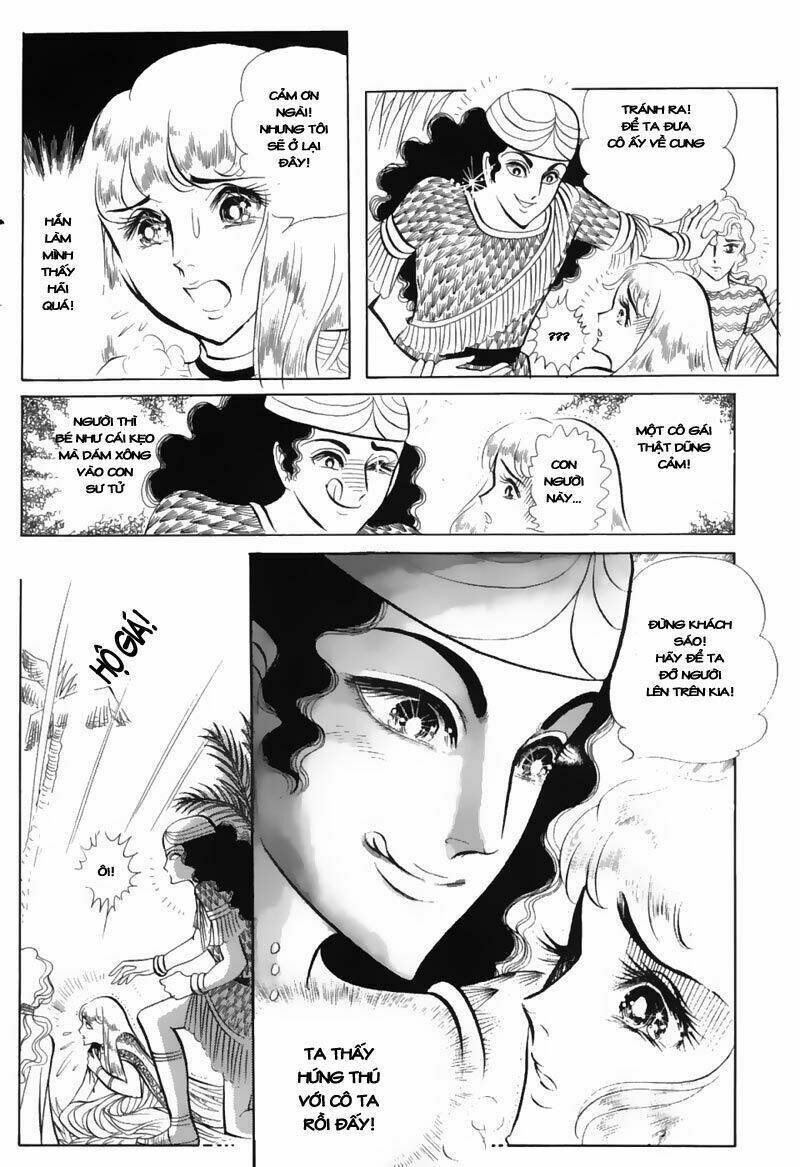 CẢM ƠN
NGÀI!
NHƯNG TÔI
SẼ Ở LẠI
ĐÂY!
HẮN
LÀM
MÌNH
THẤY
HÃI
QUÁ!
TRÁNH RA!
ĐỂ TA ĐƯA
CÔ ẤY VỀ CUNG
???
NGƯỜI THÌ
BÉ NHƯ CÁI KẸO
MÀ DÁM XÔNG
VÀO CON
SƯ TỬ
CON
NGƯỜI
NÀY...
MỘT CÔ GÁI
THẬT DŨNG
CẢM!
HỘ GIÁ!
ÔI!
ĐỪNG KHÁCH
SÁO!
HÃY ĐỂ TA
ĐỠ NGƯỜI
LÊN TRÊN KIA!
TA THẤY
HỨNG THÚ
VỚI CÔ TA
RỒI ĐẤY!